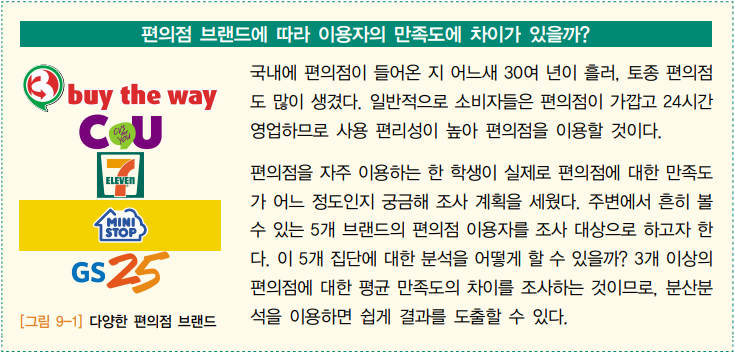 편의점 브랜드에 따라 이용자의 만족도에 차이가 있을까?
buy the way
CU
ONLY YOU
7
ELEVEN
MINI
STOP
GS25
[그림 9-1] 다양한 편의점 브랜드
국내에 편의점이 들어온 지 어느새 30여 년이 흘러, 토종 편의점
도 많이 생겼다. 일반적으로 소비자들은 편의점이 가깝고 24시간
영업하므로 사용 편리성이 높아 편의점을 이용할 것이다.
편의점을 자주 이용하는 한 학생이 실제로 편의점에 대한 만족도
가 어느 정도인지 궁금해 조사 계획을 세웠다. 주변에서 흔히 볼
수 있는 5개 브랜드의 편의점 이용자를 조사 대상으로 하고자 한
다. 이 5개 집단에 대한 분석을 어떻게 할 수 있을까? 3개 이상의
편의점에 대한 평균 만족도의 차이를 조사하는 것이므로, 분산분
석을 이용하면 쉽게 결과를 도출할 수 있다.